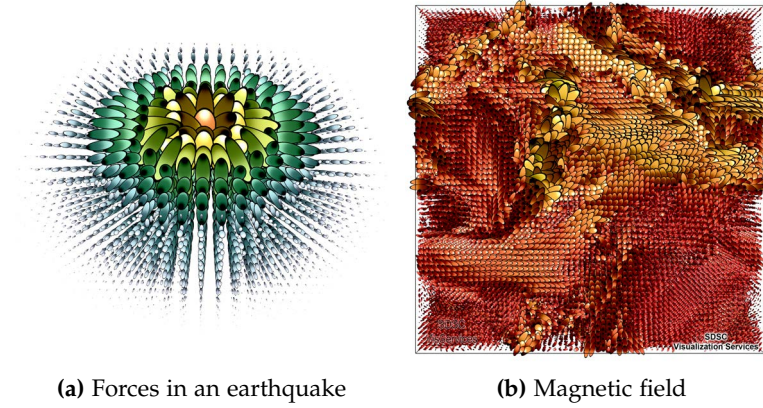 SDSC
Visualization Services
(a) Forces in an earthquake
(b) Magnetic field